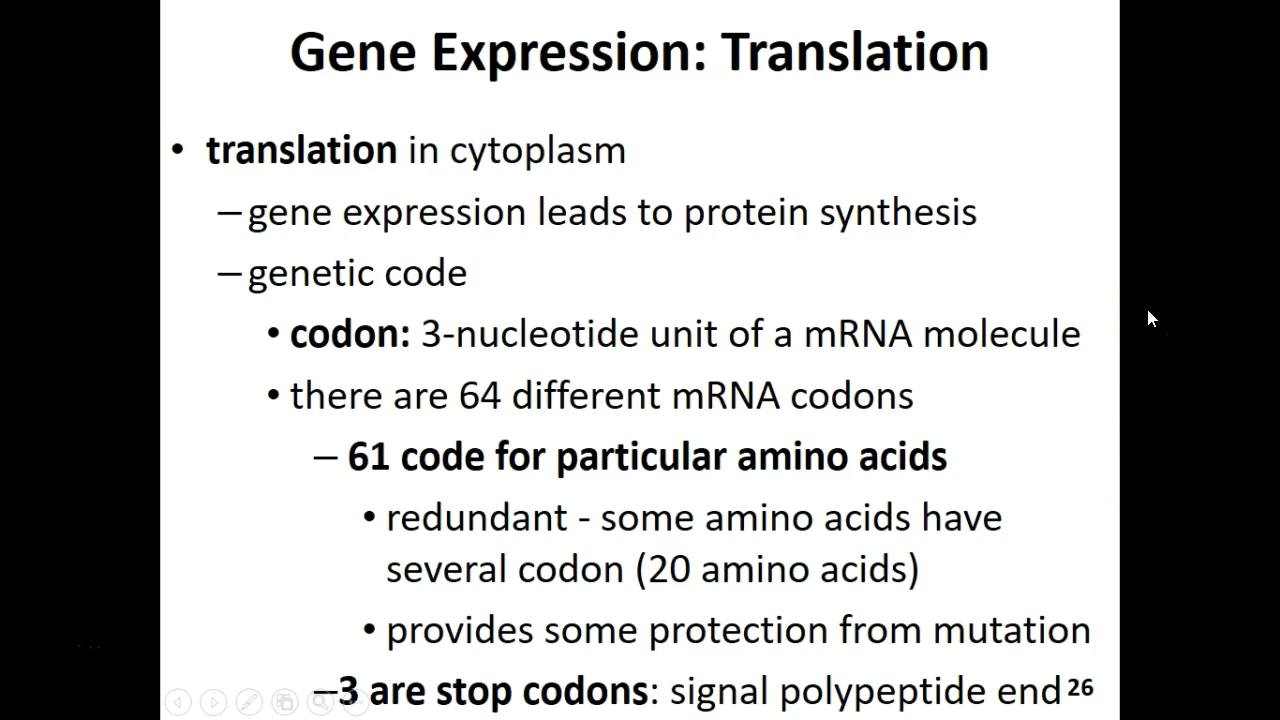 Gene Expression: Translation
• translation in cytoplasm
–gene expression leads to protein synthesis
–genetic code
• codon: 3-nucleotide unit of a mRNA molecule
• there are 64 different mRNA codons
– 61 code for particular amino acids
• redundant - some amino acids have
several codon (20 amino acids)
• provides some protection from mutation
–3 are stop codons: signal polypeptide end 26